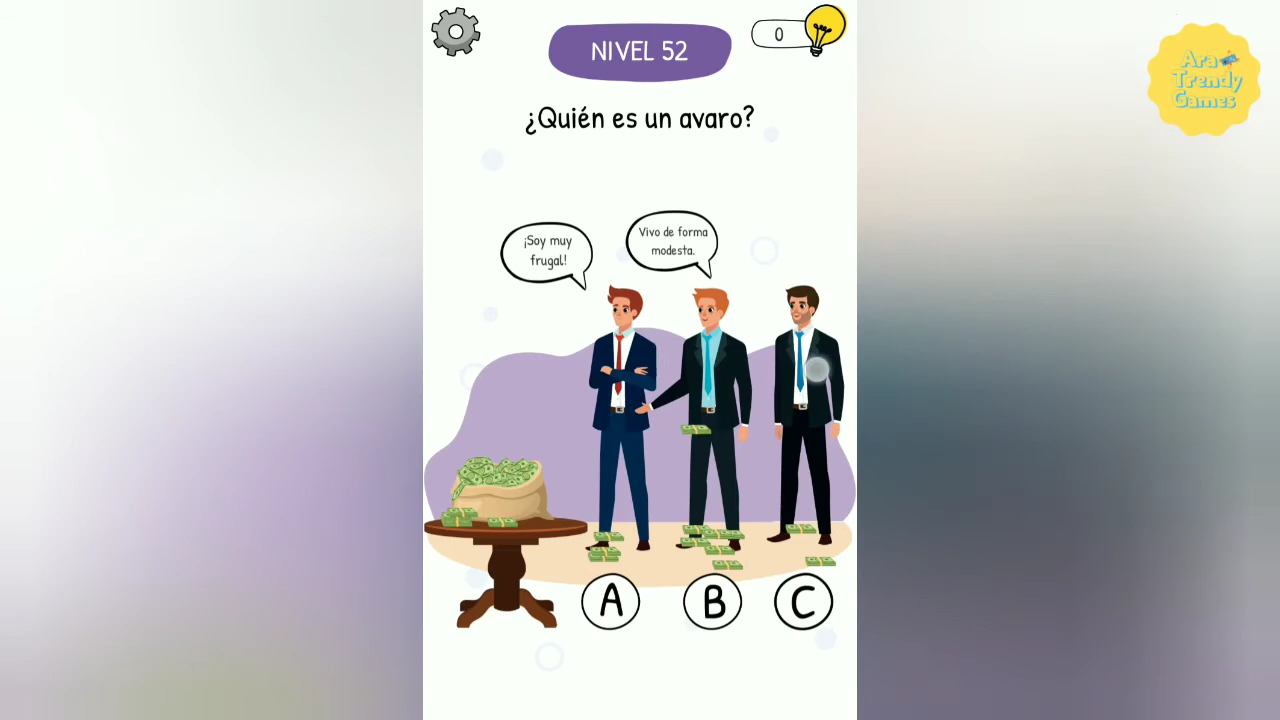 NIVEL 52
0
¿Quién es un avaro?
¡Soy muy
frugal!
Vivo de forma
modesta.
A
B
C
Ara
Trendy
Games